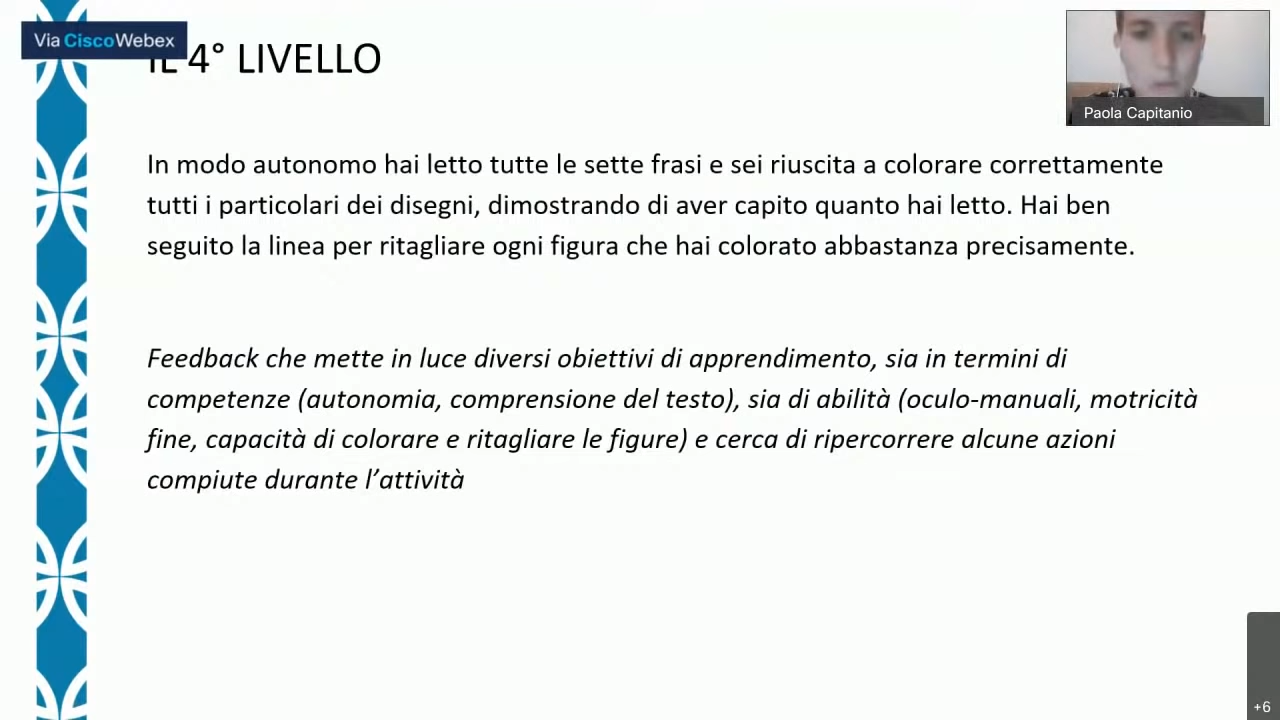 Via Cisco Webex
IL 4° LIVELLO
Paola Capitanio
In modo autonomo hai letto tutte le sette frasi e sei riuscita a colorare correttamente
tutti i particolari dei disegni, dimostrando di aver capito quanto hai letto. Hai ben
seguito la linea per ritagliare ogni figura che hai colorato abbastanza precisamente.
Feedback che mette in luce diversi obiettivi di apprendimento, sia in termini di
competenze (autonomia, comprensione del testo), sia di abilità (oculo-manuali, motricità
fine, capacità di colorare e ritagliare le figure) e cerca di ripercorrere alcune azioni
compiute durante l’attività
+6